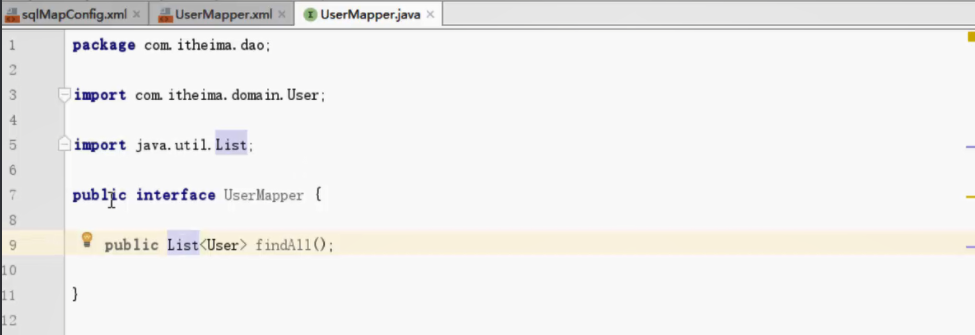 sqlMapConfig.xml × UserMapper.xml × UserMapper.java ×
1 package com.itheima.dao;
2
3 import com.itheima.domain.User;
4
5 import java.util.List;
6
7 public interface UserMapper {
8
9 public List<User> findAll();
10
11 }
12